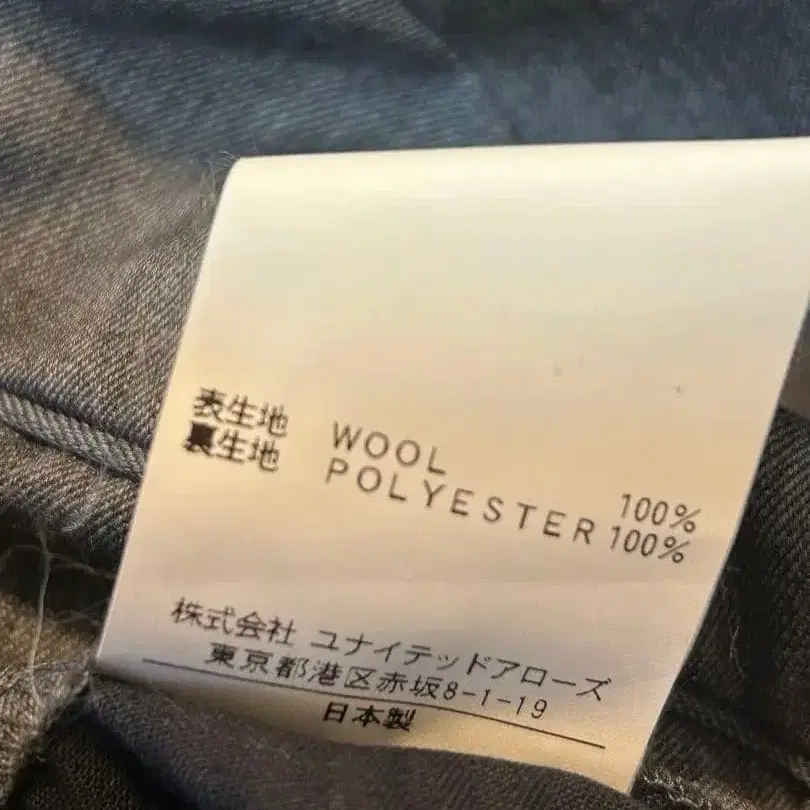 表生地 WOOL 100%
裏生地 POLYESTER 100%
株式会社 ユナイテッドアローズ
東京都港区赤坂8-1-19
日本製